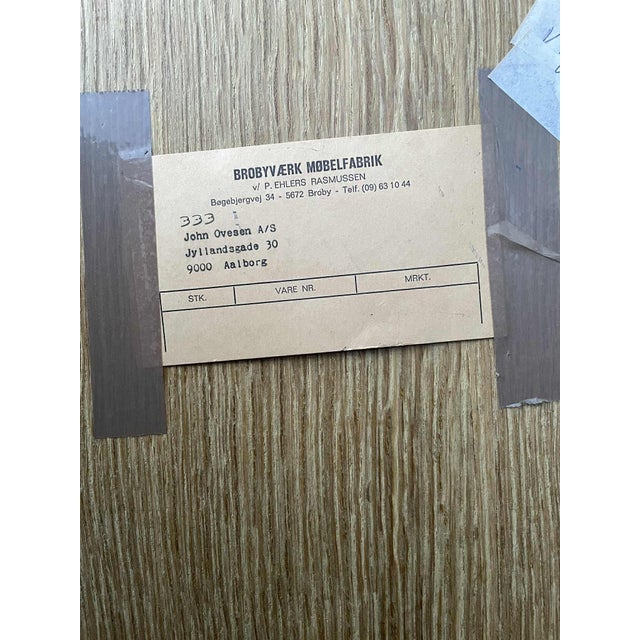 BROBYVÆRK MØBELFABRIK
v/ P. EHLERS RASMUSSEN
Bøgebjergvej 34 - 5672 Broby - Telf. (09) 63 10 44
333
John Ovesen A/S
Jyllandsgade 30
9000 Aalborg
STK. VARE NR. MRKT.